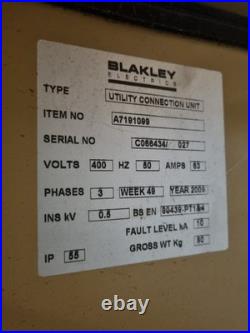 BLAKLEY
ELECTRICS
TYPE UTILITY CONNECTION UNIT
ITEM NO A7191099
SERIAL NO C066434/ 027
VOLTS 400 HZ 50 AMPS 63
PHASES 3 WEEK 49 YEAR 2009
INS kV 0.5 BS EN 60439-PT1&4
FAULT LEVEL kA 10
IP 55 GROSS WT Kg 80